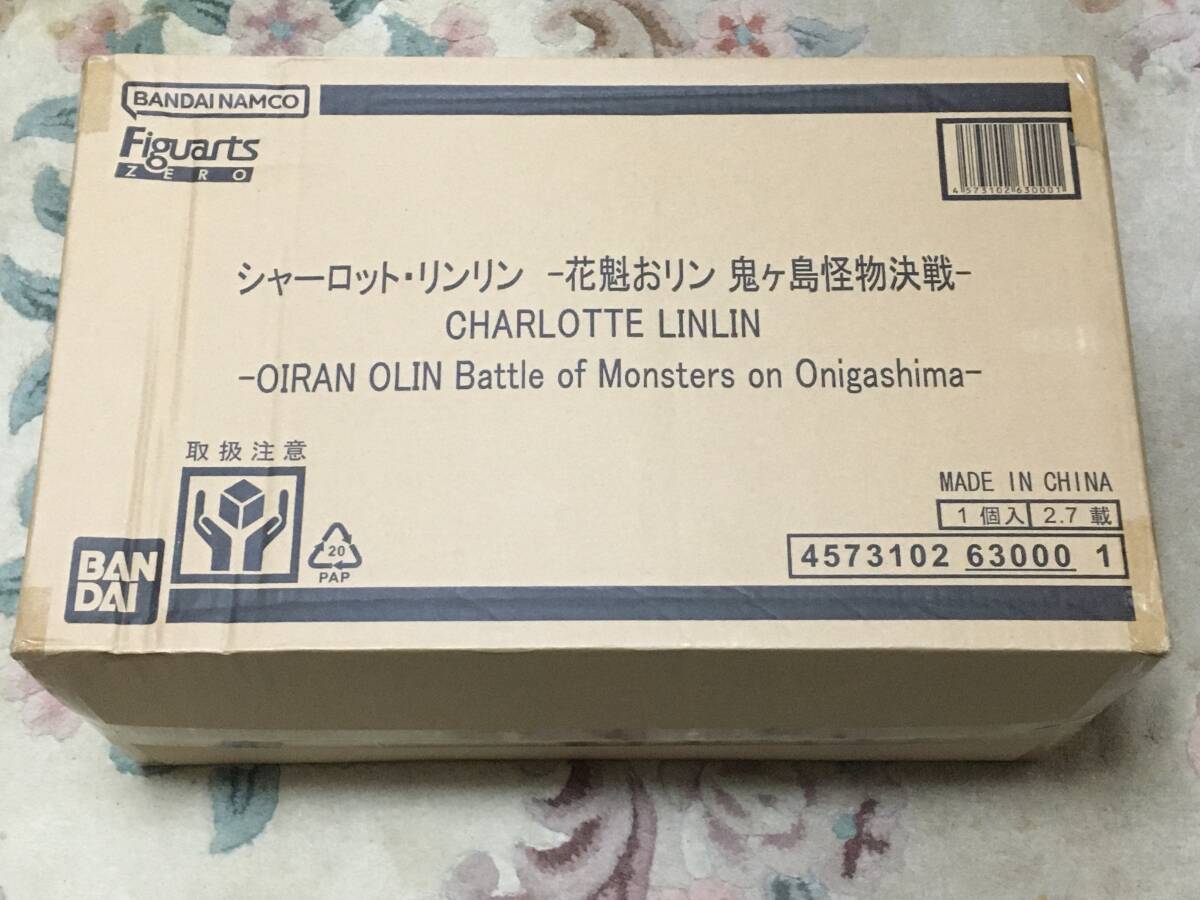 BANDAI NAMCO
Figuarts
ZERO
4573102630001
シャーロット・リンリン -花魁おリン 鬼ヶ島怪物決戦-
CHARLOTTE LINLIN
-OIRAN OLIN Battle of Monsters on Onigashima-
取扱注意
20
PAP
BAN
DAI
MADE IN CHINA
1個入 2.7 載
4573102 63000 1